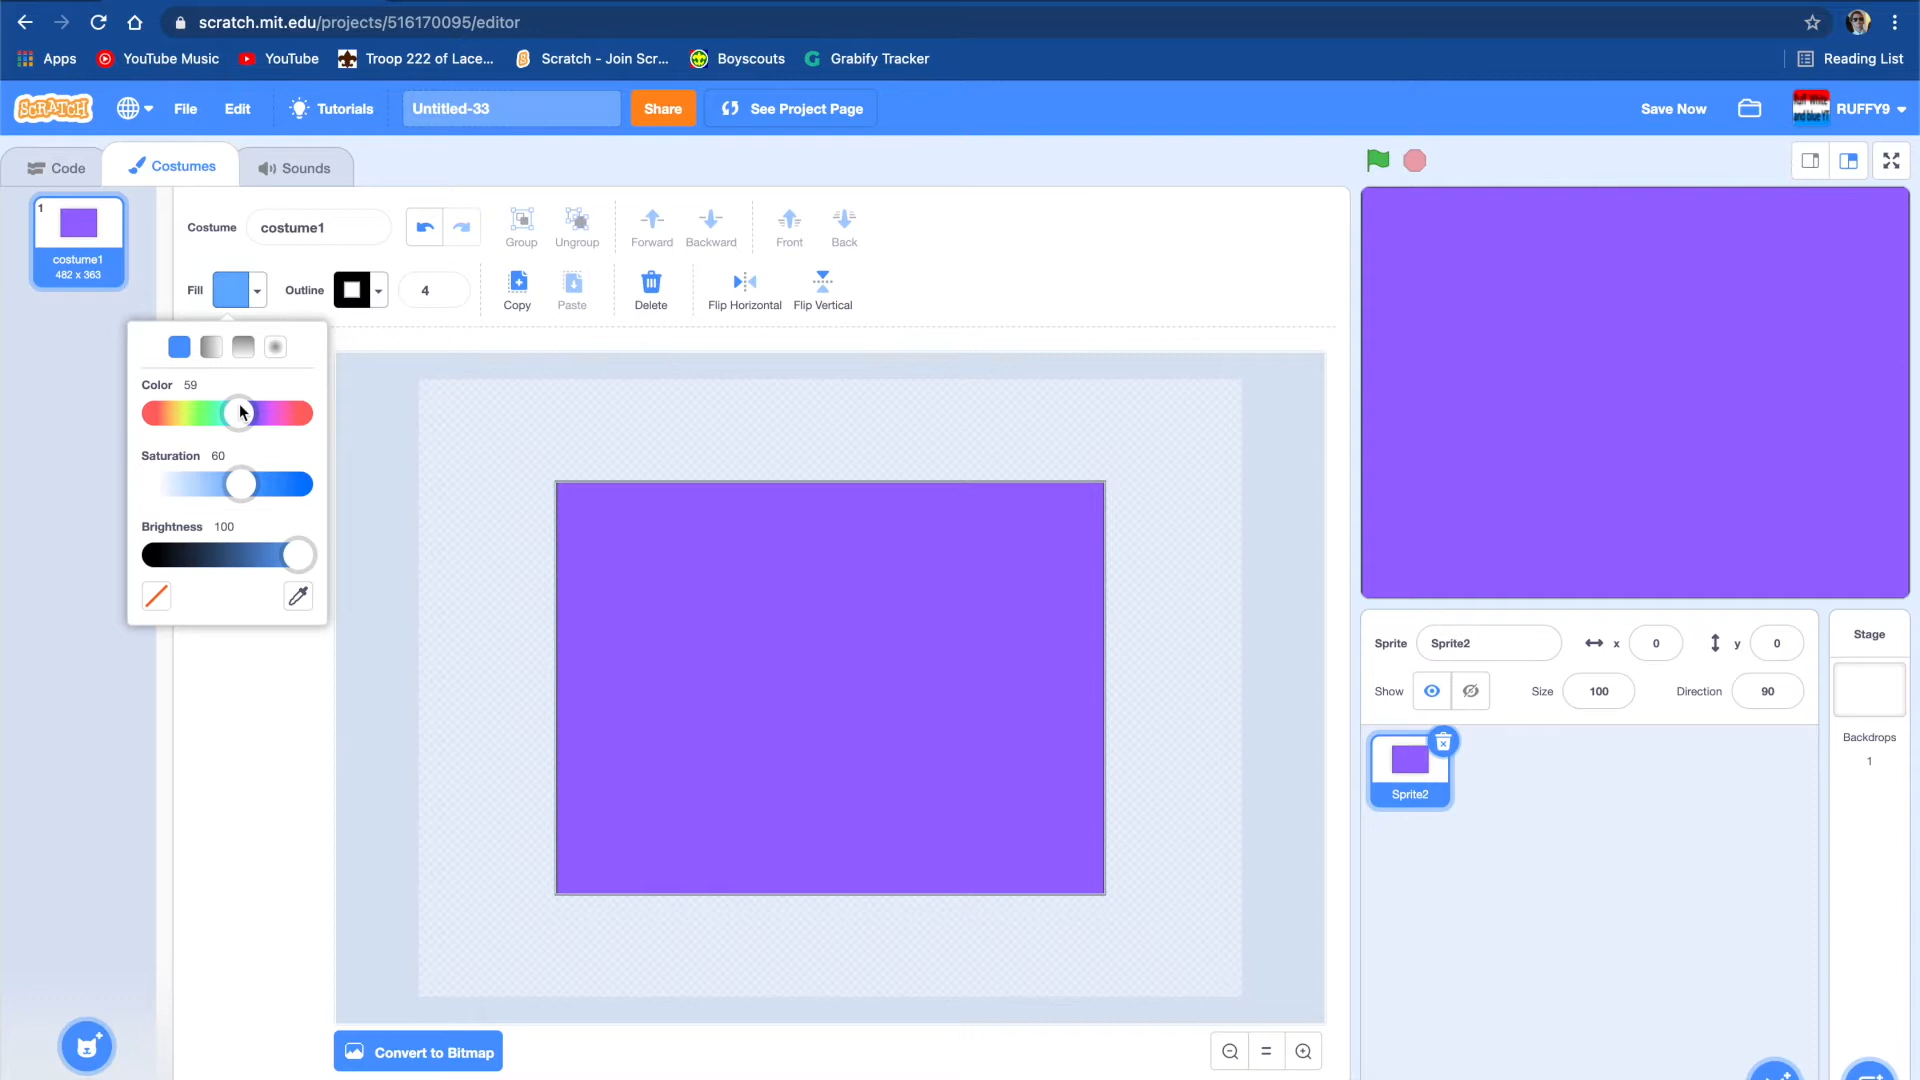 scratch.mit.edu/projects/516170095/editor
Apps YouTube Music YouTube Troop 222 of Lace... Scratch - Join Scr... Boyscouts Grabify Tracker Reading List
SCRATCH File Edit Tutorials Untitled-33 Share See Project Page Save Now RUFFY9
Code Costumes Sounds
1
costume1
482 x 363
Costume costume1 Group Ungroup Forward Backward Front Back
Fill Outline 4 Copy Paste Delete Flip Horizontal Flip Vertical
Color 59
Saturation 60
Brightness 100
Convert to Bitmap
Sprite Sprite2 x 0 y 0
Show Size 100 Direction 90
Sprite2
Stage
Backdrops
1